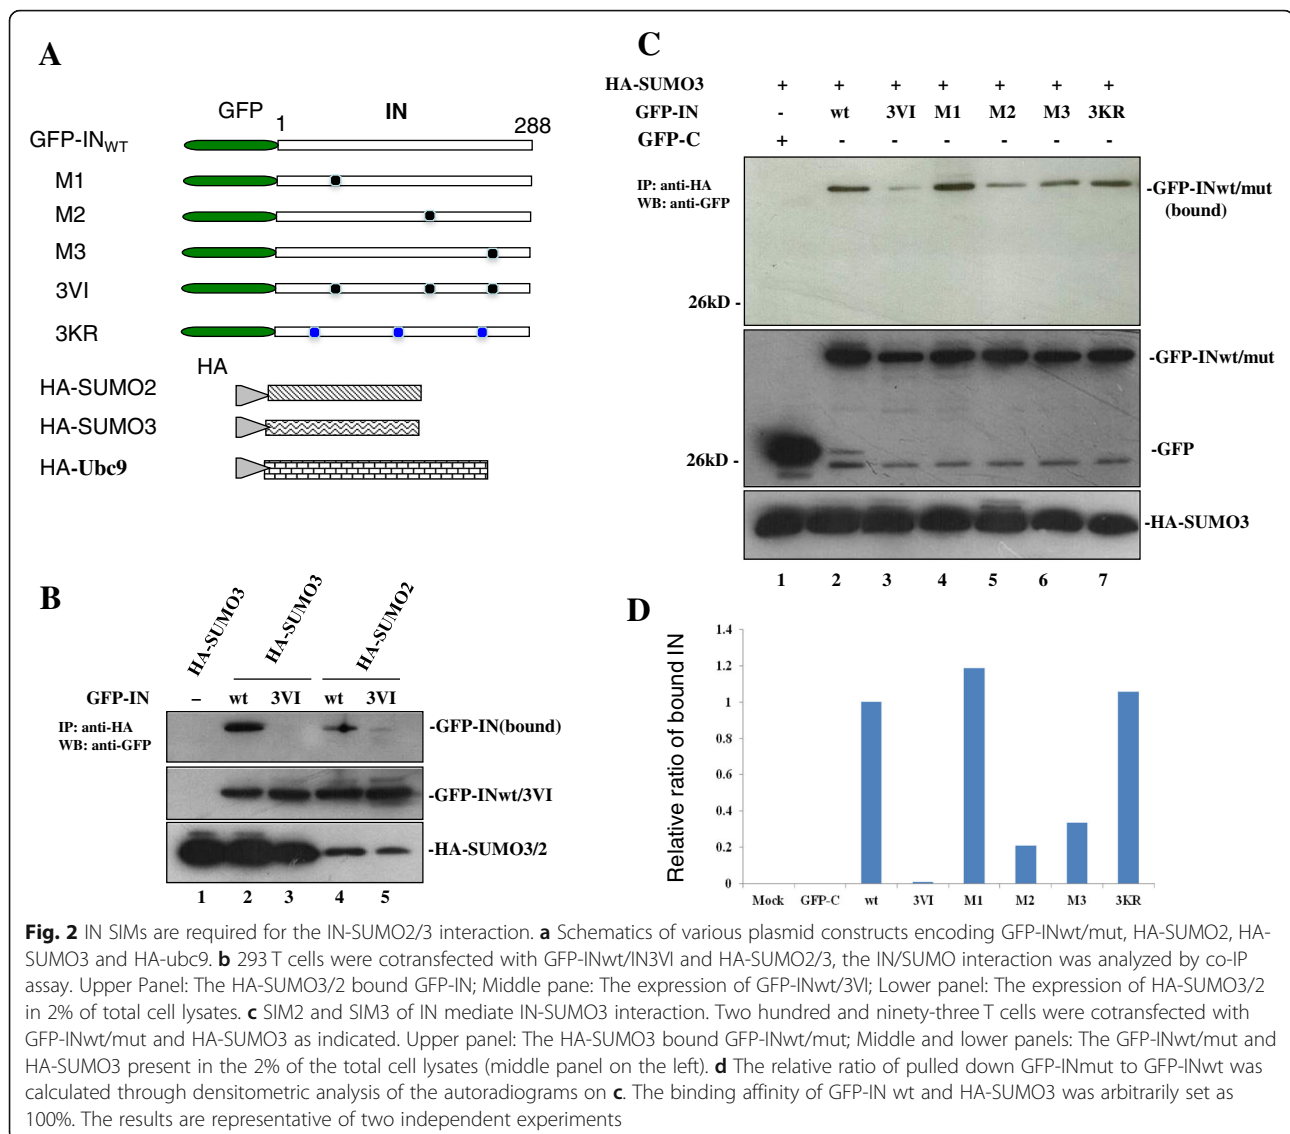 A
GFP
IN
1
288
GFP-INWT
M1
M2
M3
3VI
3KR
HA
HA-SUMO2
HA-SUMO3
HA-Ubc9
B
HA-SUMO3
HA-SUMO3
HA-SUMO2
GFP-IN – wt 3VI wt 3VI
IP: anti-HA
WB: anti-GFP
-GFP-IN(bound)
-GFP-INwt/3VI
-HA-SUMO3/2
1 2 3 4 5
C
HA-SUMO3 + + + + + + +
GFP-IN - wt 3VI M1 M2 M3 3KR
GFP-C + - - - - - -
IP: anti-HA
WB: anti-GFP
-GFP-INwt/mut
(bound)
26kD -
-GFP-INwt/mut
-GFP
26kD -
-HA-SUMO3
1 2 3 4 5 6 7
D
Relative ratio of bound IN
1.4
1.2
1
0.8
0.6
0.4
0.2
0
Mock GFP-C wt 3VI M1 M2 M3 3KR
Fig. 2 IN SIMs are required for the IN-SUMO2/3 interaction. a Schematics of various plasmid constructs encoding GFP-INwt/mut, HA-SUMO2, HA-
SUMO3 and HA-ubc9. b 293 T cells were cotransfected with GFP-INwt/IN3VI and HA-SUMO2/3, the IN/SUMO interaction was analyzed by co-IP
assay. Upper Panel: The HA-SUMO3/2 bound GFP-IN; Middle pane: The expression of GFP-INwt/3VI; Lower panel: The expression of HA-SUMO3/2
in 2% of total cell lysates. c SIM2 and SIM3 of IN mediate IN-SUMO3 interaction. Two hundred and ninety-three T cells were cotransfected with
GFP-INwt/mut and HA-SUMO3 as indicated. Upper panel: The HA-SUMO3 bound GFP-INwt/mut; Middle and lower panels: The GFP-INwt/mut and
HA-SUMO3 present in the 2% of the total cell lysates (middle panel on the left). d The relative ratio of pulled down GFP-INmut to GFP-INwt was
calculated through densitometric analysis of the autoradiograms on c. The binding affinity of GFP-IN wt and HA-SUMO3 was arbitrarily set as
100%. The results are representative of two independent experiments